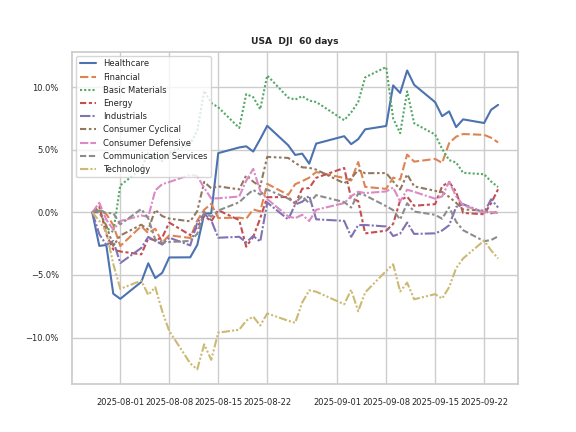 USA  DJI  60 days
Healthcare
Financial
Basic Materials
Energy
Industrials
Consumer Cyclical
Consumer Defensive
Communication Services
Technology
10.0%
5.0%
0.0%
−5.0%
−10.0%
2025-08-01 2025-08-08 2025-08-15 2025-08-22 2025-09-01 2025-09-08 2025-09-15 2025-09-22